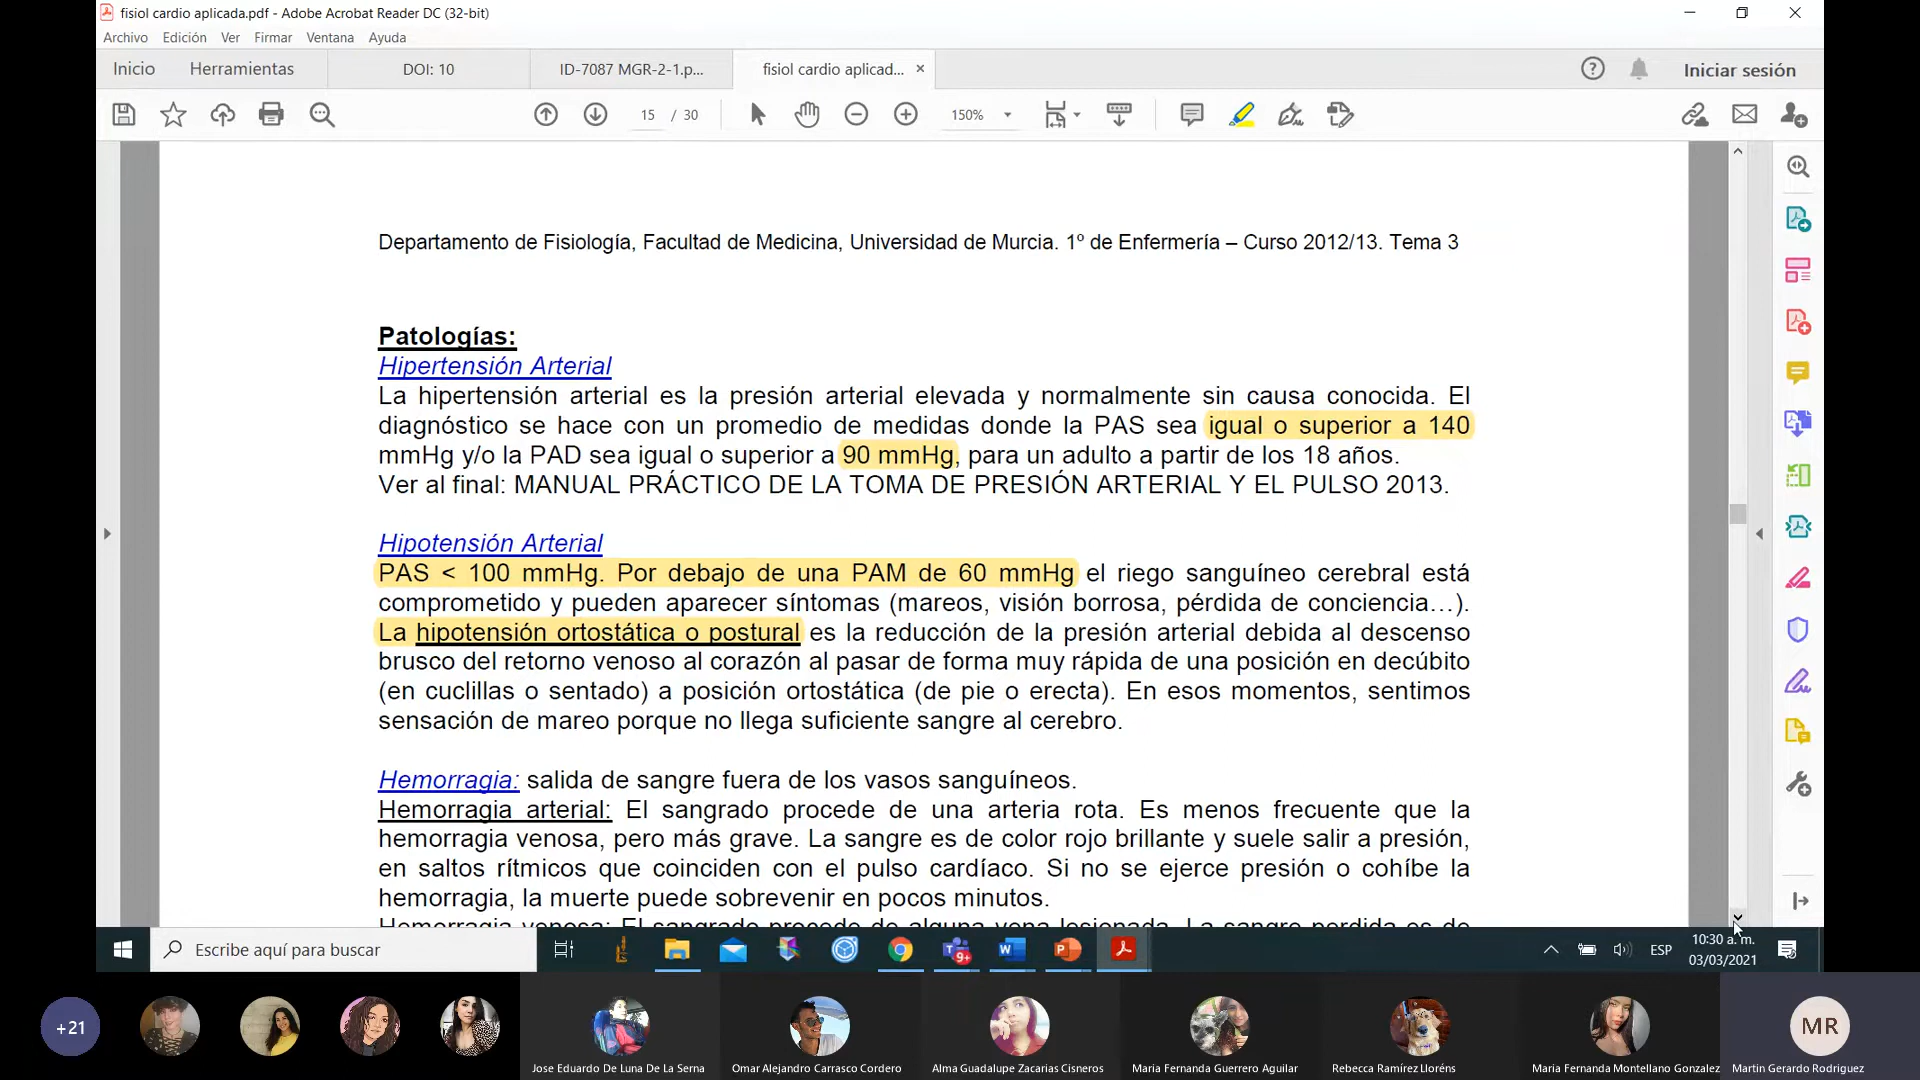 fisiol cardio aplicada.pdf - Adobe Acrobat Reader DC (32-bit)
Archivo Edición Ver Firmar Ventana Ayuda
Inicio Herramientas DOI: 10 ID-7087 MGR-2-1.p... fisiol cardio aplicad... × Iniciar sesión
15 / 30 150%
Departamento de Fisiología, Facultad de Medicina, Universidad de Murcia. 1º de Enfermería – Curso 2012/13. Tema 3
Patologías:
Hipertensión Arterial
La hipertensión arterial es la presión arterial elevada y normalmente sin causa conocida. El
diagnóstico se hace con un promedio de medidas donde la PAS sea igual o superior a 140
mmHg y/o la PAD sea igual o superior a 90 mmHg, para un adulto a partir de los 18 años.
Ver al final: MANUAL PRÁCTICO DE LA TOMA DE PRESIÓN ARTERIAL Y EL PULSO 2013.
Hipotensión Arterial
PAS < 100 mmHg. Por debajo de una PAM de 60 mmHg el riego sanguíneo cerebral está
comprometido y pueden aparecer síntomas (mareos, visión borrosa, pérdida de conciencia…).
La hipotensión ortostática o postural es la reducción de la presión arterial debida al descenso
brusco del retorno venoso al corazón al pasar de forma muy rápida de una posición en decúbito
(en cuclillas o sentado) a posición ortostática (de pie o erecta). En esos momentos, sentimos
sensación de mareo porque no llega suficiente sangre al cerebro.
Hemorragia: salida de sangre fuera de los vasos sanguíneos.
Hemorragia arterial: El sangrado procede de una arteria rota. Es menos frecuente que la
hemorragia venosa, pero más grave. La sangre es de color rojo brillante y suele salir a presión,
en saltos rítmicos que coinciden con el pulso cardíaco. Si no se ejerce presión o cohíbe la
hemorragia, la muerte puede sobrevenir en pocos minutos.
Hemorragia venosa: El sangrado procede de alguna vena lesionada. La sangre perdida es de
Escribe aquí para buscar 9+ ESP 10:30 a. m.
03/03/2021
+21 MR
Jose Eduardo De Luna De La Serna Omar Alejandro Carrasco Cordero Alma Guadalupe Zacarias Cisneros Maria Fernanda Guerrero Aguilar Rebecca Ramírez Lloréns Maria Fernanda Montellano Gonzalez Martin Gerardo Rodriguez